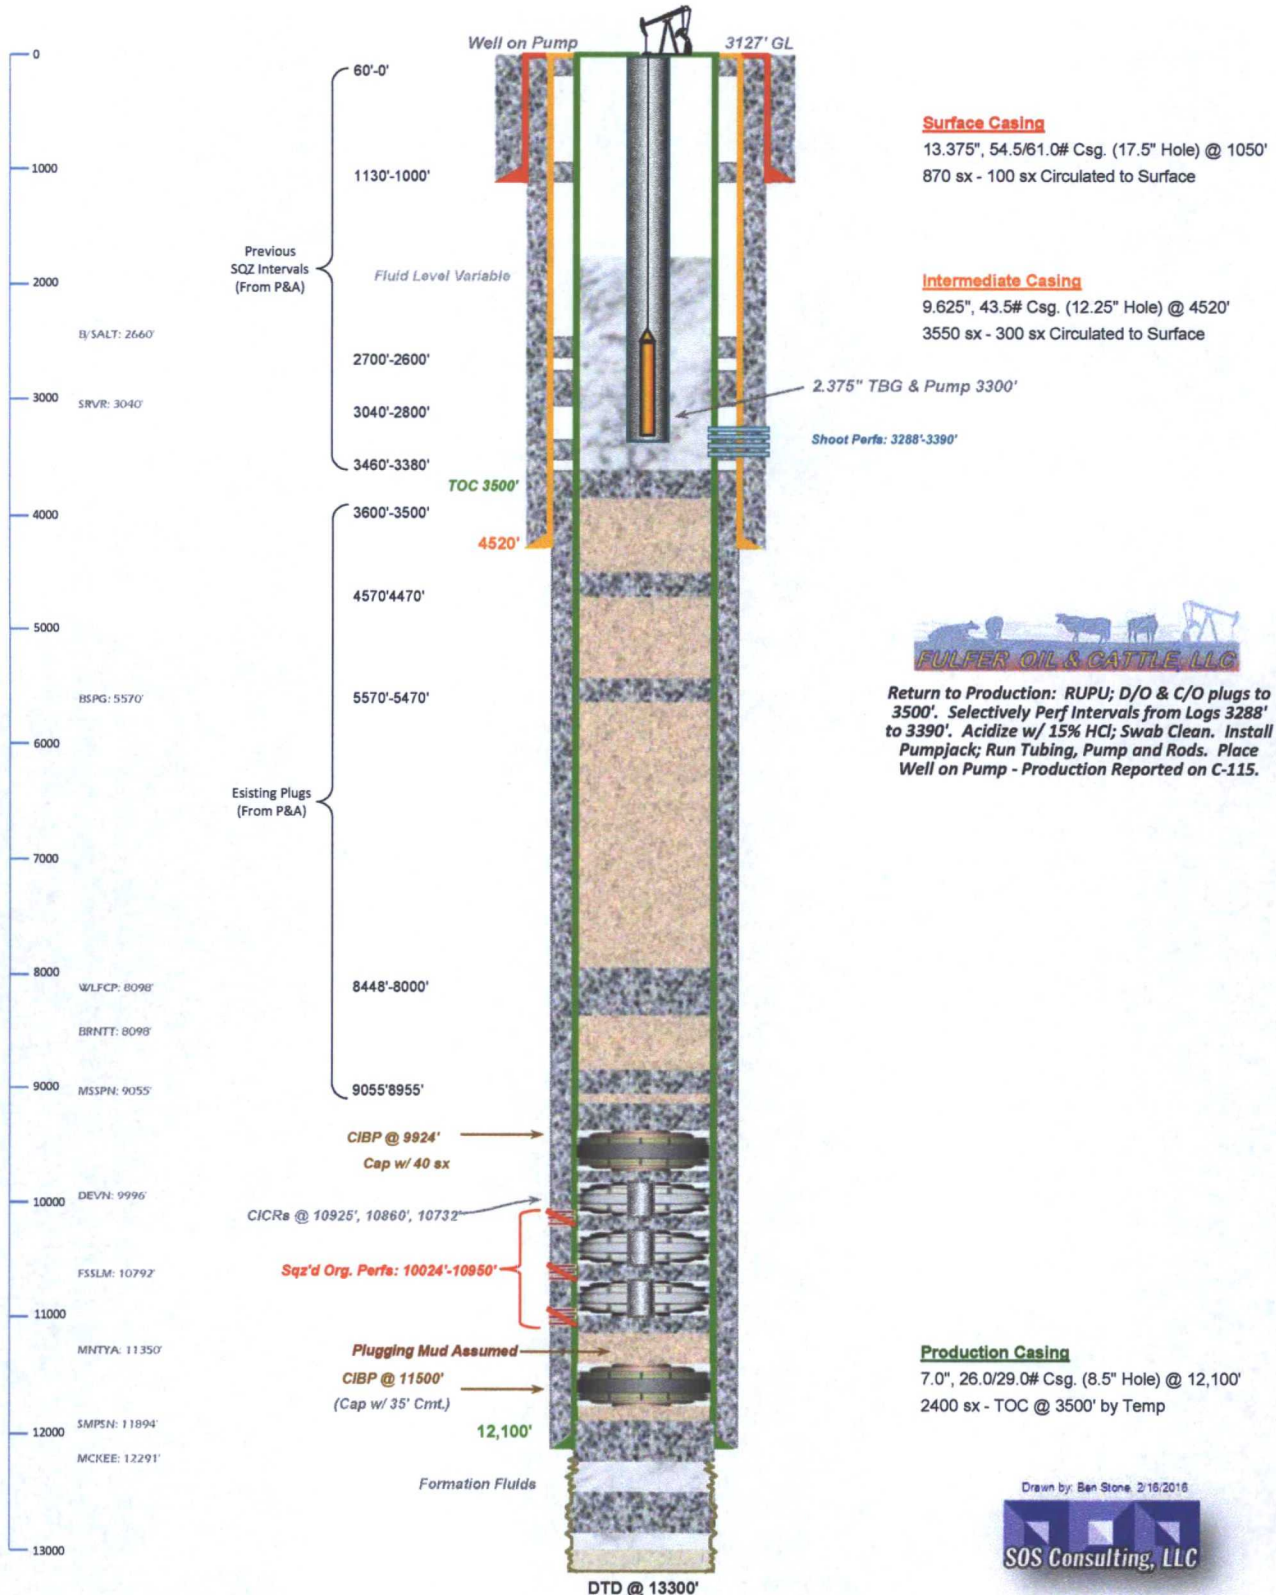 Well on Pump
3127' GL
0
1000
2000
3000
4000
5000
6000
7000
8000
9000
10000
11000
12000
13000
B/SALT: 2660'
SRVR: 3040'
BSPG: 5570'
WLFCP: 8098'
BRNTT: 8098'
MSSPN: 9055'
DEVN: 9996'
FSSLM: 10792'
MNTYA: 11350'
SMPSN: 11894'
MCKEE: 12291'
60'-0'
1130'-1000'
Previous
SQZ Intervals
(From P&A)
Fluid Level Variable
2700'-2600'
3040'-2800'
3460'-3380'
TOC 3500'
3600'-3500'
4520'
4570'4470'
5570'-5470'
Esisting Plugs
(From P&A)
8448'-8000'
9055'8955'
CIBP @ 9924'
Cap w/ 40 sx
CICRs @ 10925', 10860', 10732'
Sqz'd Org. Perfs: 10024'-10950'
Plugging Mud Assumed
CIBP @ 11500'
(Cap w/ 35' Cmt.)
12,100'
Formation Fluids
DTD @ 13300'
Surface Casing
13.375", 54.5/61.0# Csg. (17.5" Hole) @ 1050'
870 sx - 100 sx Circulated to Surface
Intermediate Casing
9.625", 43.5# Csg. (12.25" Hole) @ 4520'
3550 sx - 300 sx Circulated to Surface
2.375" TBG & Pump 3300'
Shoot Perfs: 3288'-3390'
FULFER OIL & CATTLE, LLC
Return to Production: RUPU; D/O & C/O plugs to
3500'. Selectively Perf Intervals from Logs 3288'
to 3390'. Acidize w/ 15% HCl; Swab Clean. Install
Pumpjack; Run Tubing, Pump and Rods. Place
Well on Pump - Production Reported on C-115.
Production Casing
7.0", 26.0/29.0# Csg. (8.5" Hole) @ 12,100'
2400 sx - TOC @ 3500' by Temp
Drawn by: Ben Stone, 2/16/2016
SOS Consulting, LLC